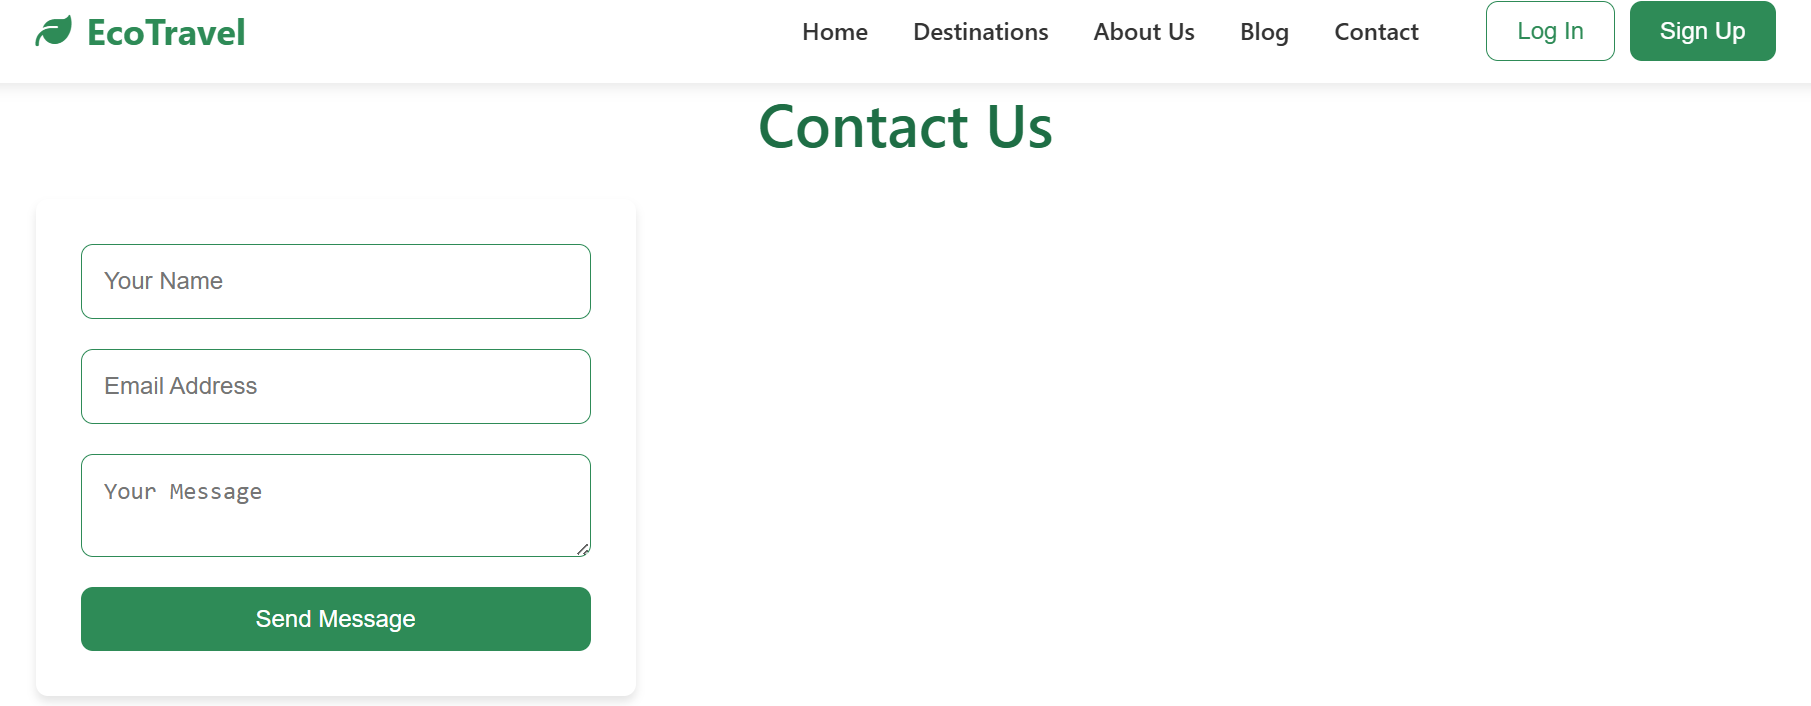 EcoTravel Home Destinations About Us Blog Contact Log In Sign Up
Contact Us
Your Name
Email Address
Your Message
Send Message